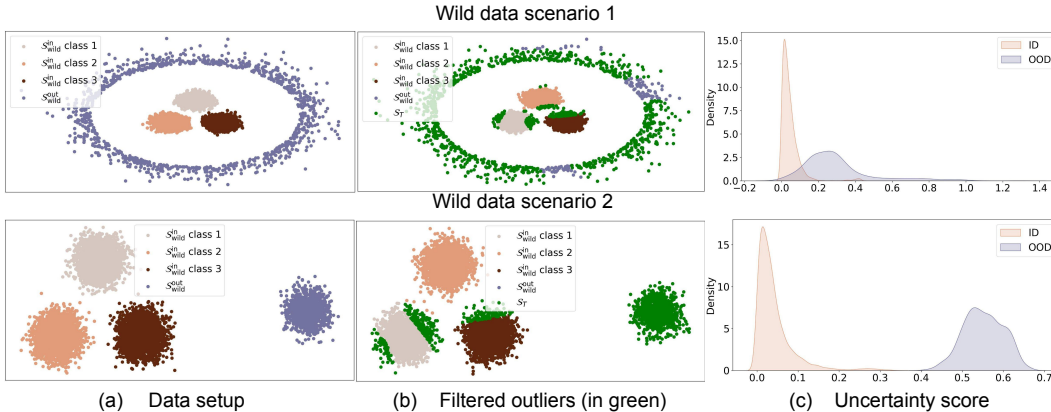 Wild data scenario 1
S_wild^in class 1
S_wild^in class 2
S_wild^in class 3
S_wild^out
S_wild^in class 1
S_wild^in class 2
S_wild^in class 3
S_wild^out
S_T
Density
15.0
12.5
10.0
7.5
5.0
2.5
0.0
−0.2 0.0 0.2 0.4 0.6 0.8 1.0 1.2 1.4
ID
OOD
Wild data scenario 2
S_wild^in class 1
S_wild^in class 2
S_wild^in class 3
S_wild^out
S_wild^in class 1
S_wild^in class 2
S_wild^in class 3
S_wild^out
S_T
Density
15
10
5
0
0.0 0.1 0.2 0.3 0.4 0.5 0.6 0.7
ID
OOD
(a) Data setup
(b) Filtered outliers (in green)
(c) Uncertainty score